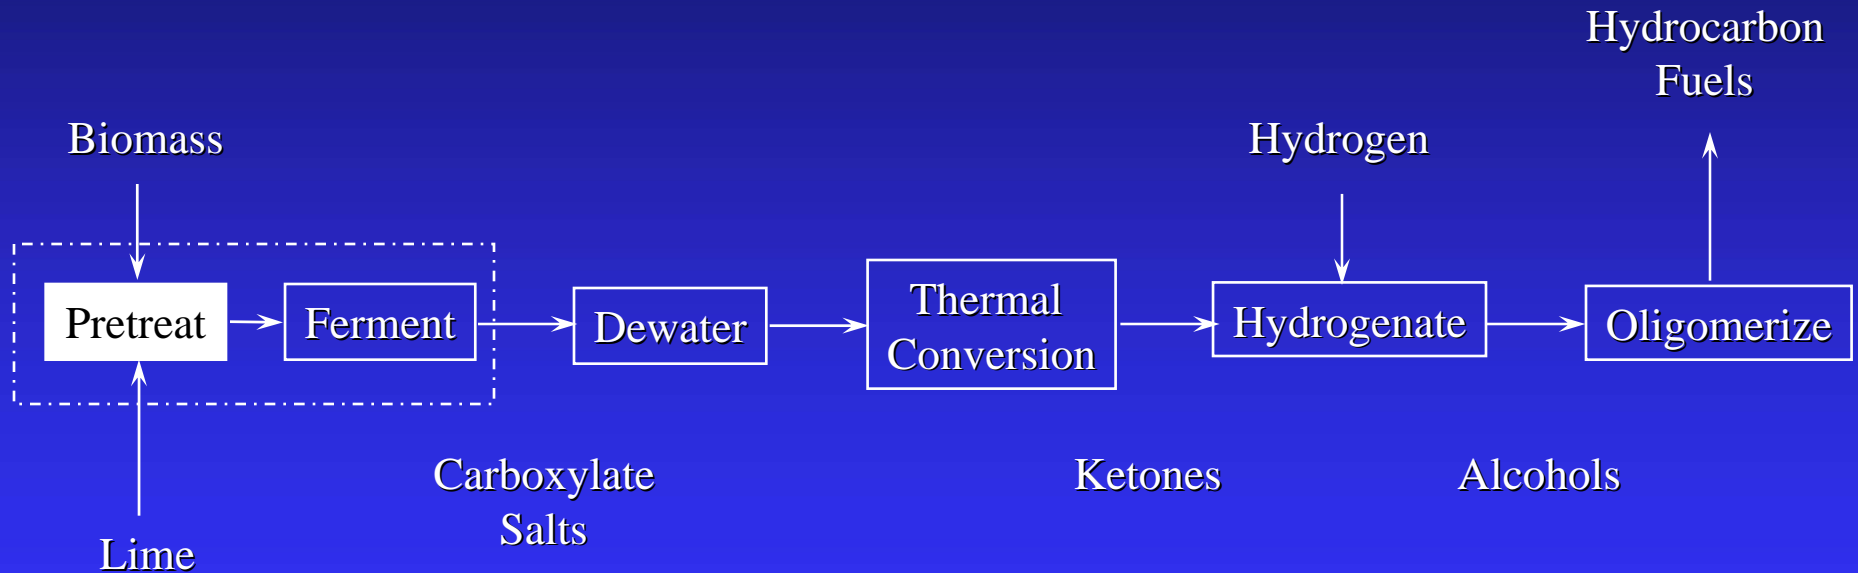 Hydrocarbon
Fuels
Biomass
Hydrogen
Pretreat
Ferment
Dewater
Thermal
Conversion
Hydrogenate
Oligomerize
Carboxylate
Salts
Ketones
Alcohols
Lime